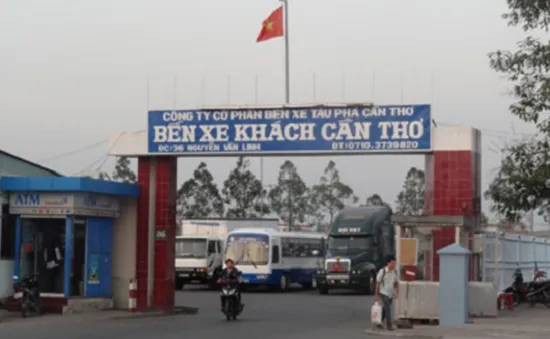 CÔNG TY CỔ PHẦN BẾN XE TÀU PHÀ CẦN THƠ
BẾN XE KHÁCH CẦN THƠ
ĐC: 36 NGUYỄN VĂN LINH ĐT: 0710.3739820
ATM